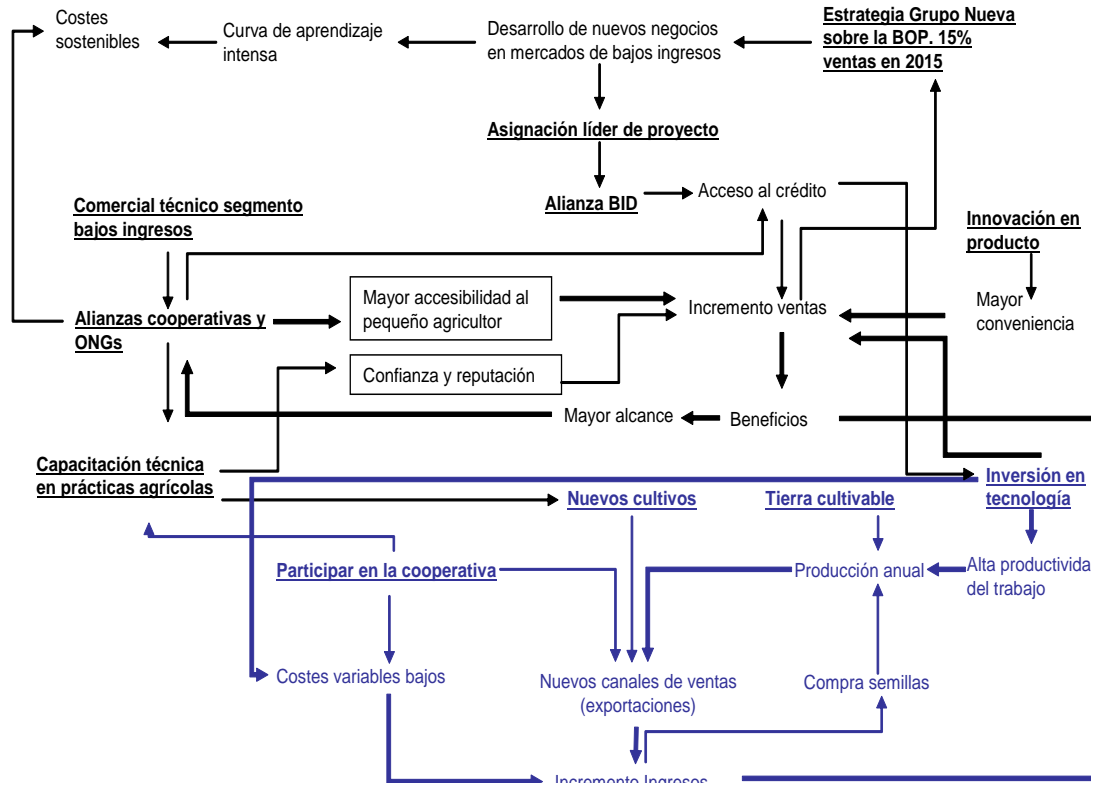 Costes
sostenibles
Curva de aprendizaje
intensa
Desarrollo de nuevos negocios
en mercados de bajos ingresos
Estrategia Grupo Nueva
sobre la BOP. 15%
ventas en 2015
Asignación líder de proyecto
Alianza BID
Acceso al crédito
Comercial técnico segmento
bajos ingresos
Innovación en
producto
Mayor accesibilidad al
pequeño agricultor
Incremento ventas
Mayor
conveniencia
Alianzas cooperativas y
ONGs
Confianza y reputación
Mayor alcance
Beneficios
Capacitación técnica
en prácticas agrícolas
Inversión en
tecnología
Nuevos cultivos
Tierra cultivable
Participar en la cooperativa
Producción anual
Alta productivida
del trabajo
Costes variables bajos
Nuevos canales de ventas
(exportaciones)
Compra semillas
Incremento Ingresos